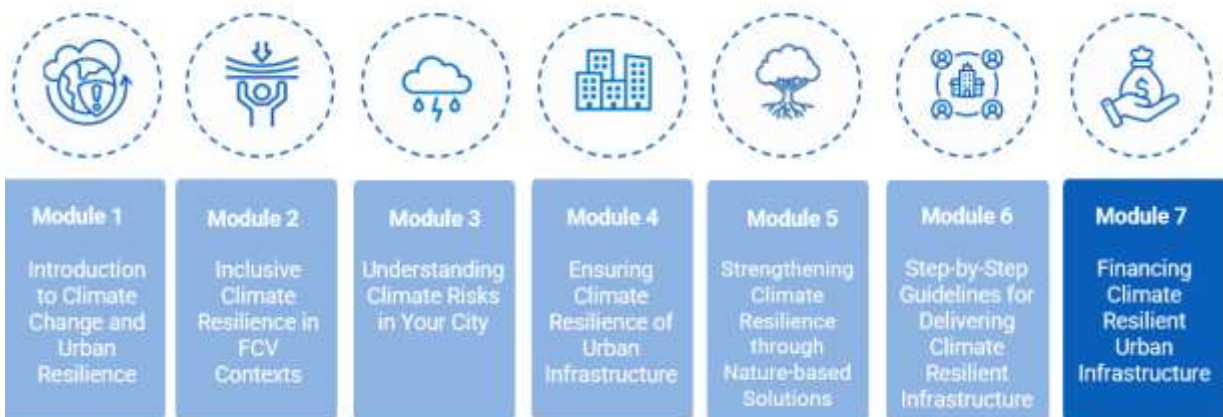 Module 1
Introduction
to Climate
Change and
Urban
Resilience
Module 2
Inclusive
Climate
Resilience in
FCV
Contexts
Module 3
Understanding
Climate Risks
in Your City
Module 4
Ensuring
Climate
Resilience of
Urban
Infrastructure
Module 5
Strengthening
Climate
Resilience
through
Nature-based
Solutions
Module 6
Step-by-Step
Guidelines for
Delivering
Climate
Resilient
Infrastructure
Module 7
Financing
Climate
Resilient
Urban
Infrastructure